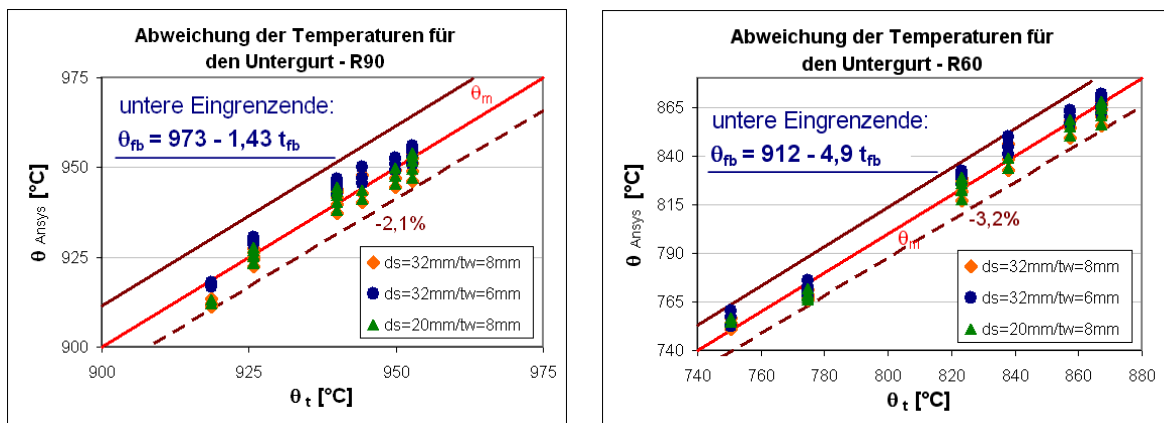 Abweichung der Temperaturen für
den Untergurt - R90
975
950
925
900
θ Ansys [°C]
untere Eingrenzende:
θfb = 973 - 1,43 tfb
θm
-2,1%
ds=32mm/tw=8mm
ds=32mm/tw=6mm
ds=20mm/tw=8mm
900 925 950 975
θ t [°C]
Abweichung der Temperaturen für
den Untergurt - R60
865
840
815
790
765
740
θ Ansys [°C]
untere Eingrenzende:
θfb = 912 - 4,9 tfb
-3,2%
θm
ds=32mm/tw=8mm
ds=32mm/tw=6mm
ds=20mm/tw=8mm
740 760 780 800 820 840 860 880
θ t [°C]